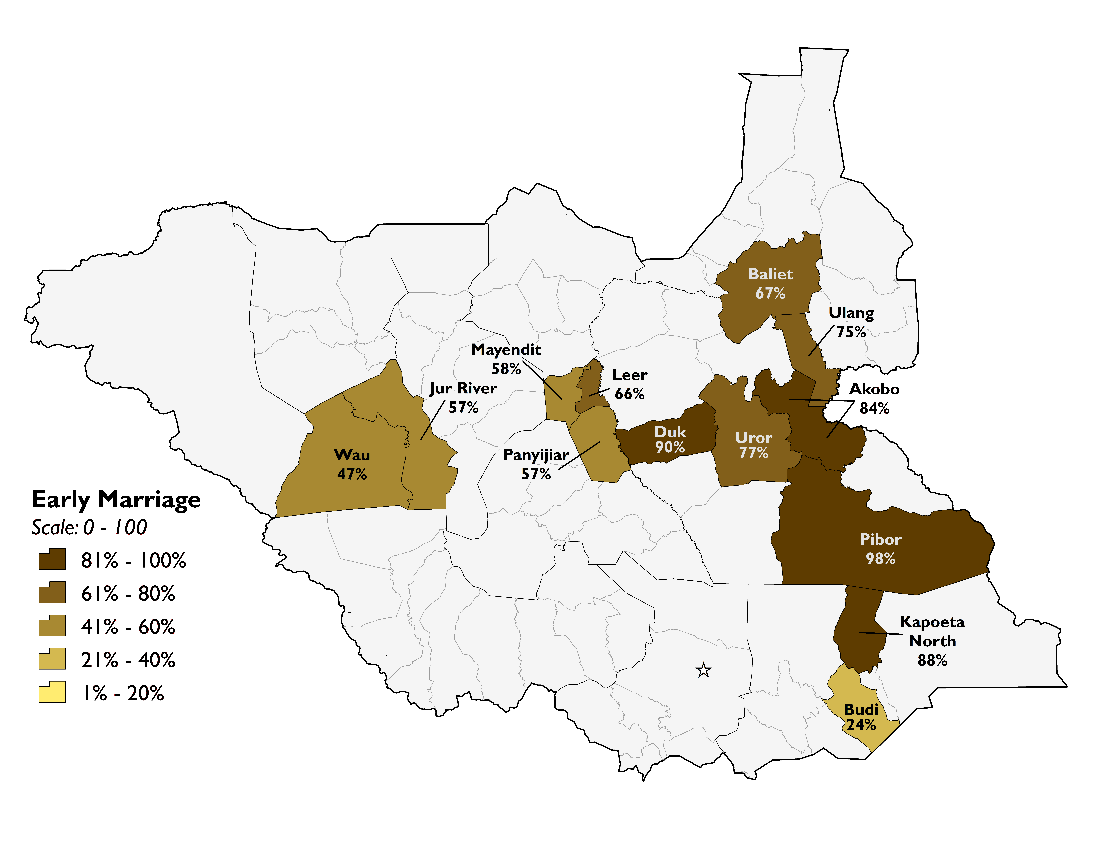 Baliet
67%
Ulang
75%
Mayendit
58%
Leer
66%
Jur River
57%
Akobo
84%
Duk
90%
Uror
77%
Wau
47%
Panyijiar
57%
Pibor
98%
Kapoeta
North
88%
Budi
24%
Early Marriage
Scale: 0 - 100
81% - 100%
61% - 80%
41% - 60%
21% - 40%
1% - 20%